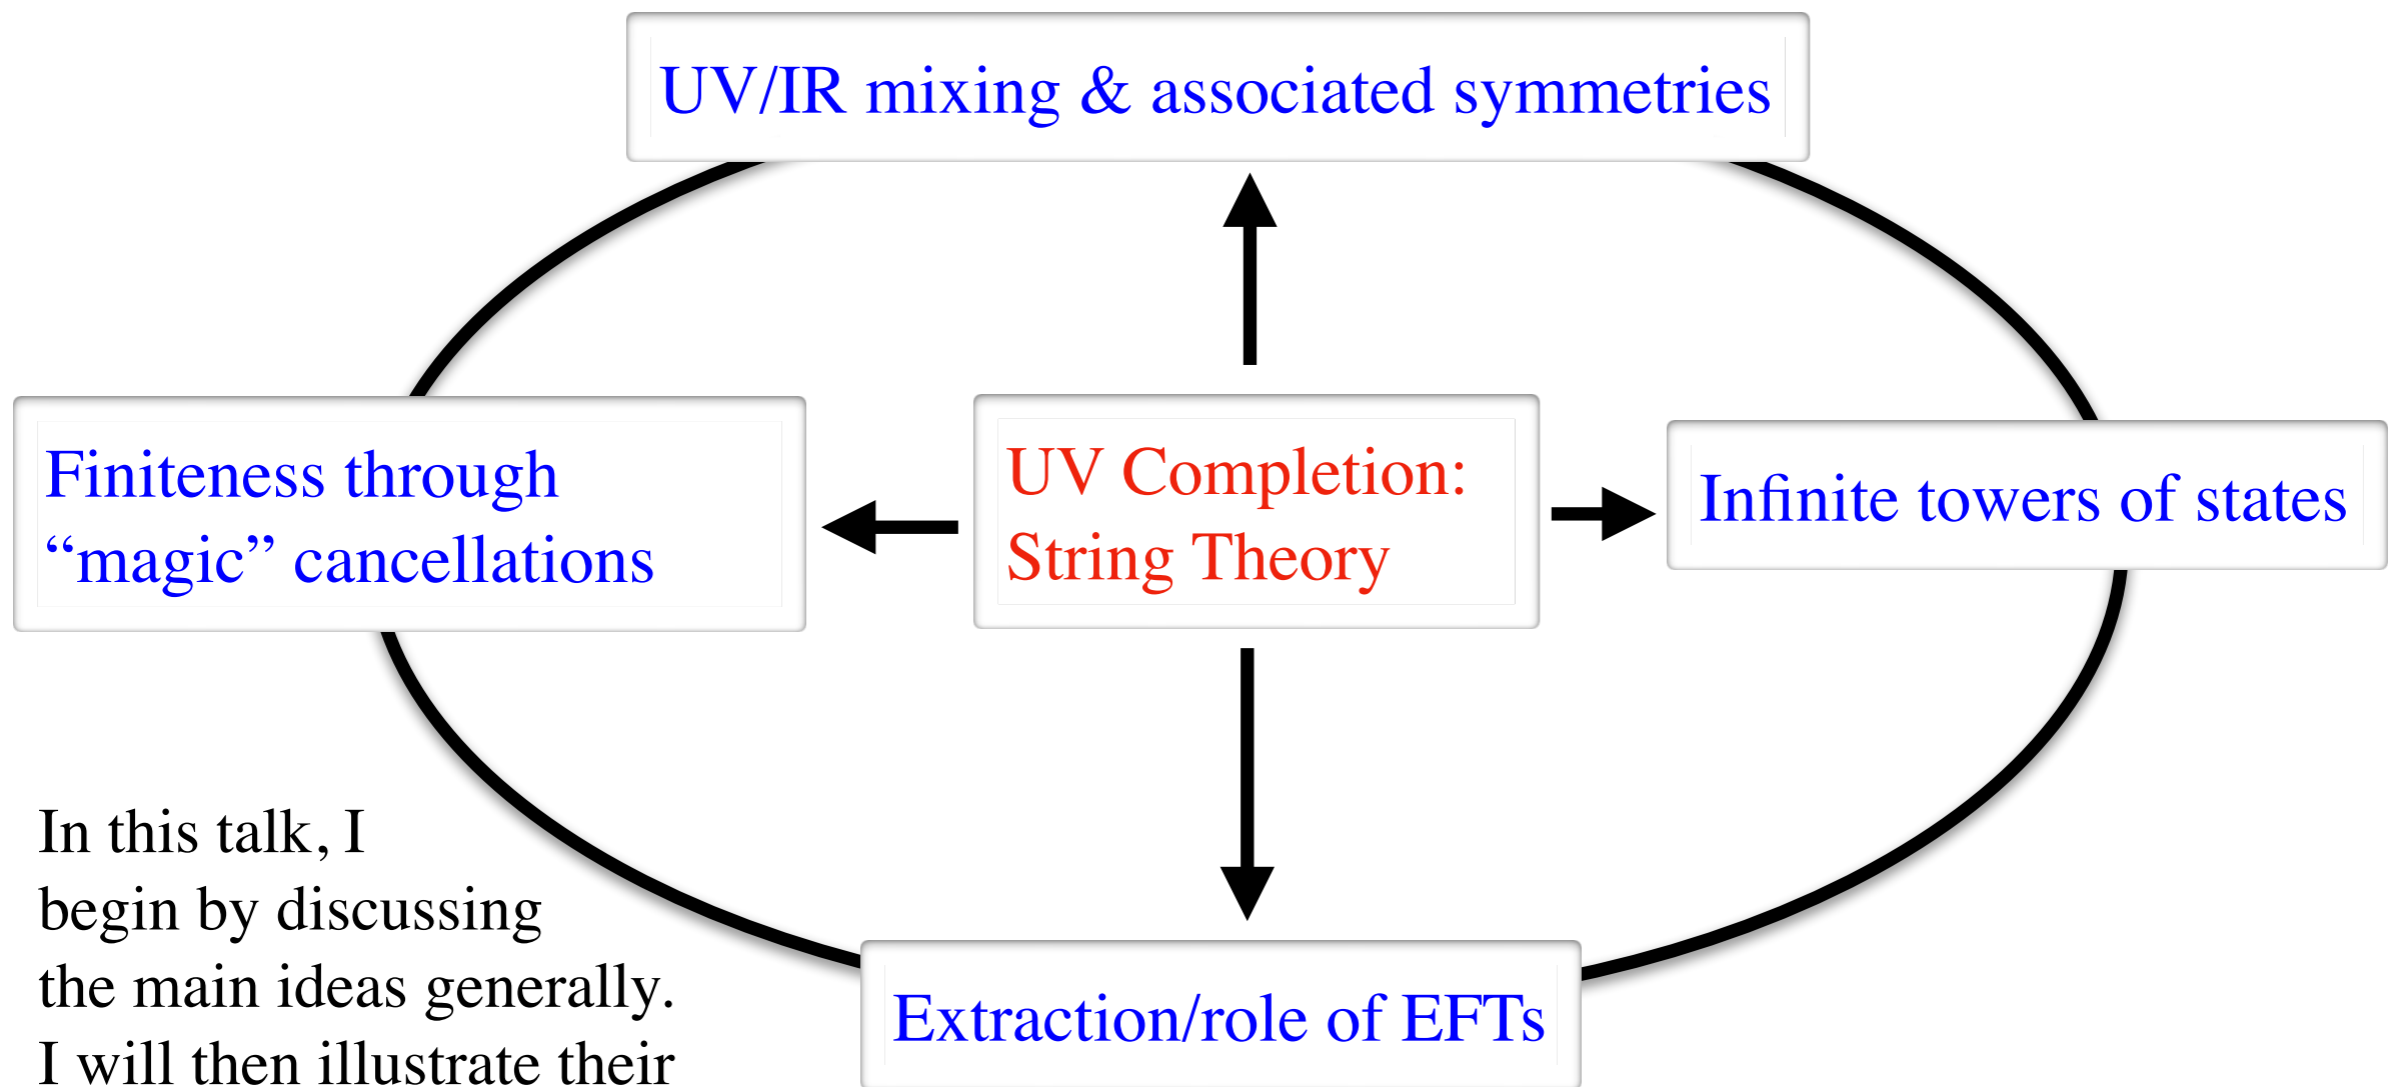 UV/IR mixing & associated symmetries
Finiteness through
“magic” cancellations
UV Completion:
String Theory
Infinite towers of states
In this talk, I
begin by discussing
the main ideas generally.
I will then illustrate their
Extraction/role of EFTs